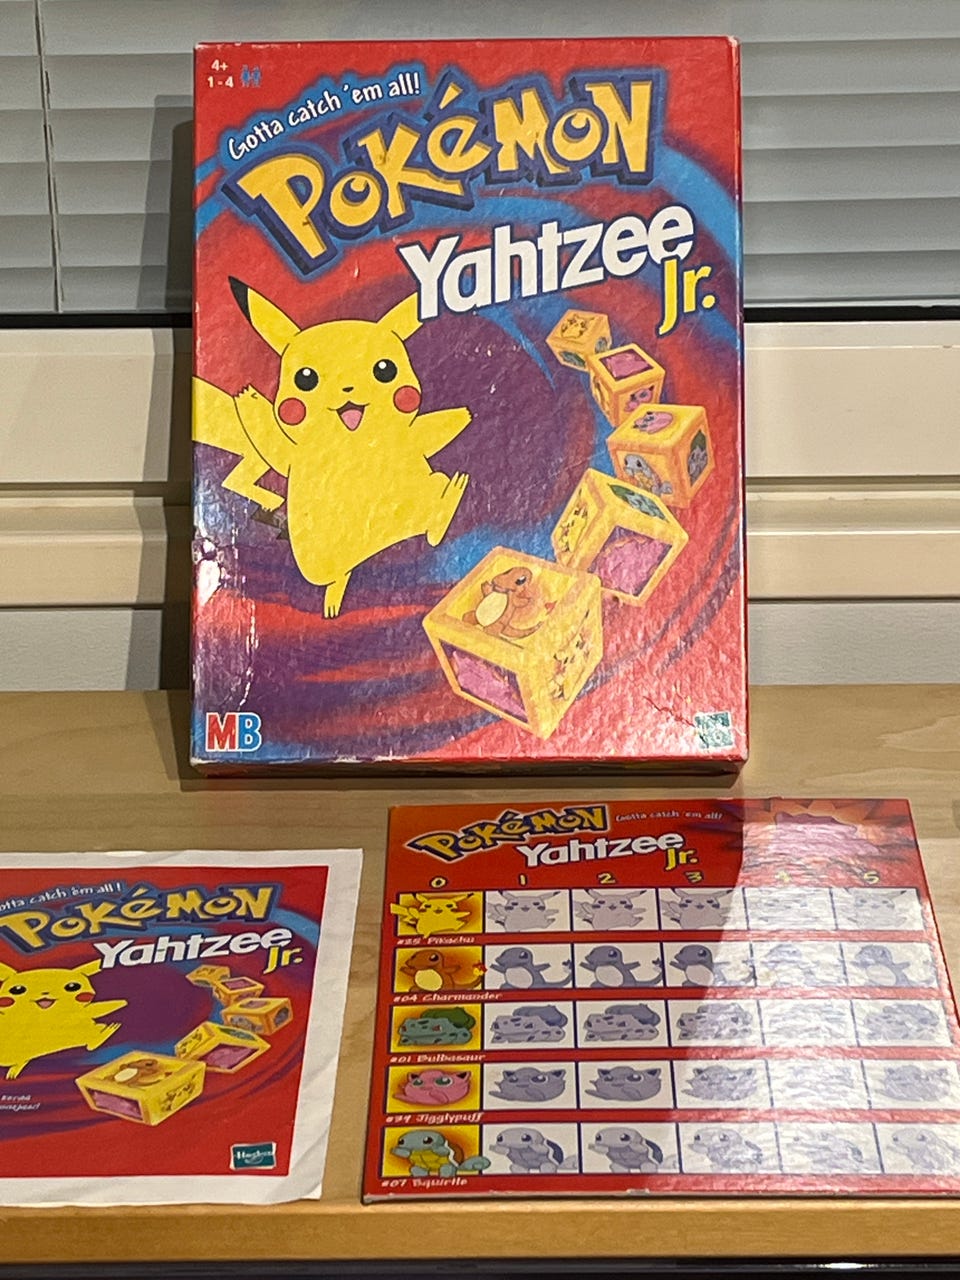 4+
1-4
Gotta catch 'em all!
POKéMON
Yahtzee
Jr.
MB
POKéMON
Gotta catch 'em all!
Yahtzee
Jr.
0 1 2 3 4 5
#25 Pikachu
#04 Charmander
#01 Bulbasaur
#39 Jigglypuff
#07 Squirtle
otta catch 'em all!
POKéMON
Yahtzee
Jr.
Hasbro